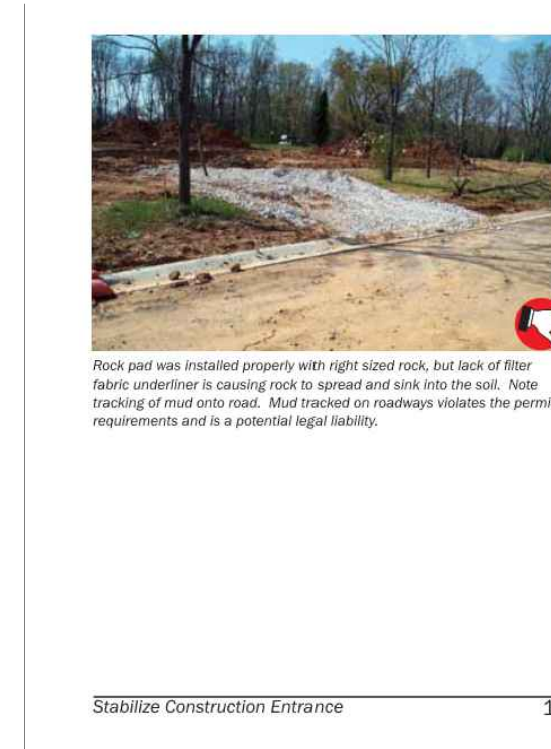 Rock pad was installed properly with right sized rock, but lack of filter
fabric underliner is causing rock to spread and sink into the soil. Note
tracking of mud onto road. Mud tracked on roadways violates the permi
requirements and is a potential legal liability.
Stabilize Construction Entrance 1